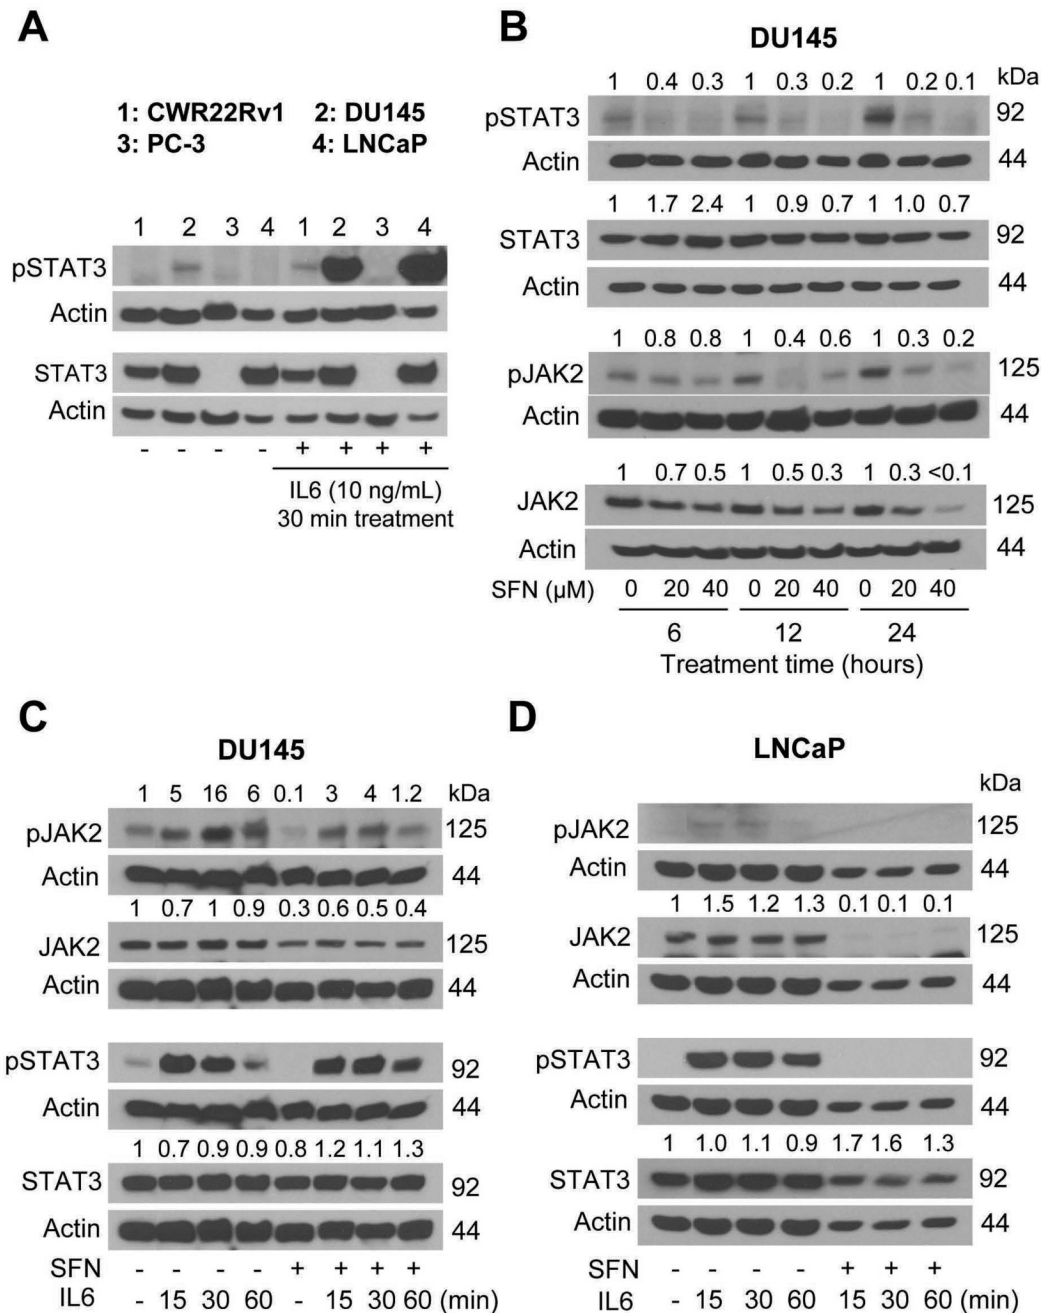 A
1: CWR22Rv1 2: DU145
3: PC-3 4: LNCaP
1 2 3 4 1 2 3 4
pSTAT3
Actin
STAT3
Actin
- - - - + + + +
IL6 (10 ng/mL)
30 min treatment
B
DU145
1 0.4 0.3 1 0.3 0.2 1 0.2 0.1 kDa
pSTAT3 92
Actin 44
1 1.7 2.4 1 0.9 0.7 1 1.0 0.7
STAT3 92
Actin 44
1 0.8 0.8 1 0.4 0.6 1 0.3 0.2
pJAK2 125
Actin 44
1 0.7 0.5 1 0.5 0.3 1 0.3 <0.1
JAK2 125
Actin 44
SFN (µM) 0 20 40 0 20 40 0 20 40
6 12 24
Treatment time (hours)
C
DU145
1 5 16 6 0.1 3 4 1.2 kDa
pJAK2 125
Actin 44
1 0.7 1 0.9 0.3 0.6 0.5 0.4
JAK2 125
Actin 44
pSTAT3 92
Actin 44
1 0.7 0.9 0.9 0.8 1.2 1.1 1.3
STAT3 92
Actin 44
SFN - - - - + + + +
IL6 - 15 30 60 - 15 30 60 (min)
D
LNCaP
kDa
pJAK2 125
Actin 44
1 1.5 1.2 1.3 0.1 0.1 0.1
JAK2 125
Actin 44
pSTAT3 92
Actin 44
1 1.0 1.1 0.9 1.7 1.6 1.3
STAT3 92
Actin 44
SFN - - - - + + +
IL6 - 15 30 60 15 30 60 (min)